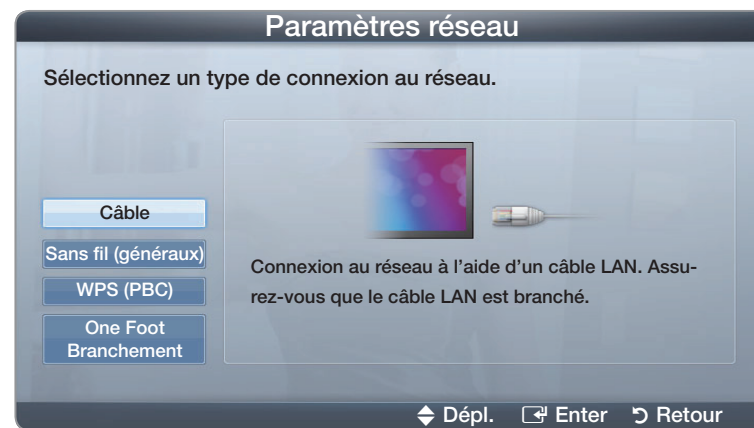 Paramètres réseau
Sélectionnez un type de connexion au réseau.
Câble
Sans fil (généraux)
WPS (PBC)
One Foot
Branchement
Connexion au réseau à l'aide d'un câble LAN. Assu-
rez-vous que le câble LAN est branché.
Dépl. Enter Retour